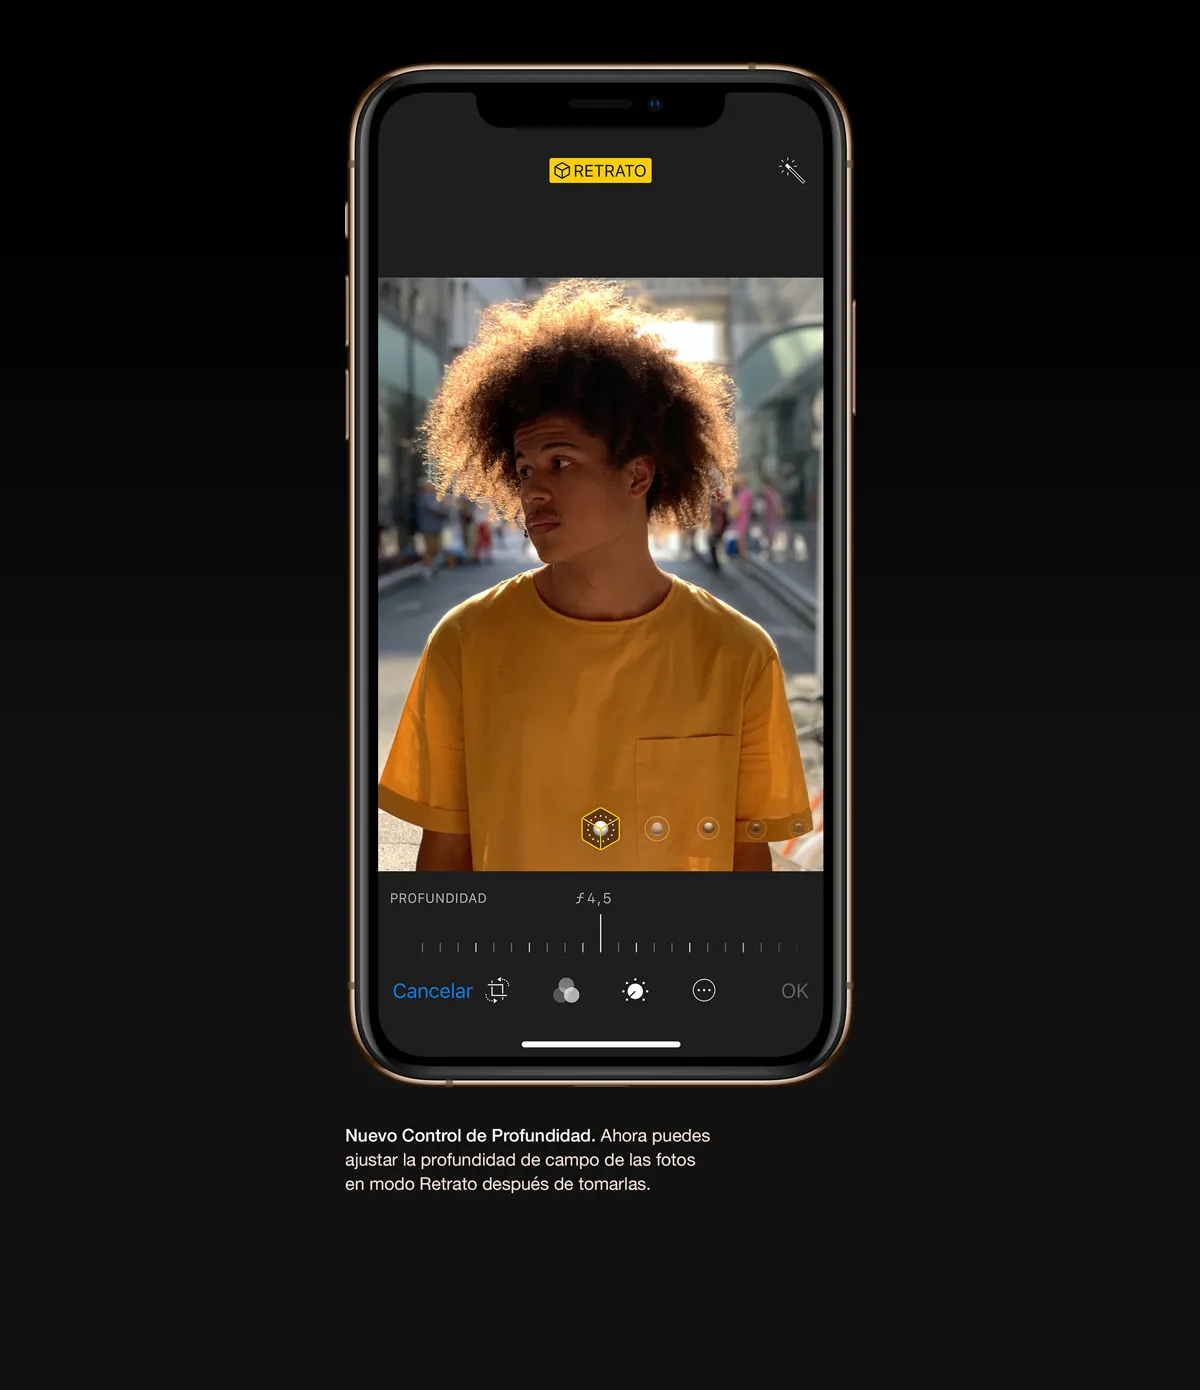 RETRATO
PROFUNDIDAD ƒ4,5
Cancelar OK
Nuevo Control de Profundidad. Ahora puedes
ajustar la profundidad de campo de las fotos
en modo Retrato después de tomarlas.